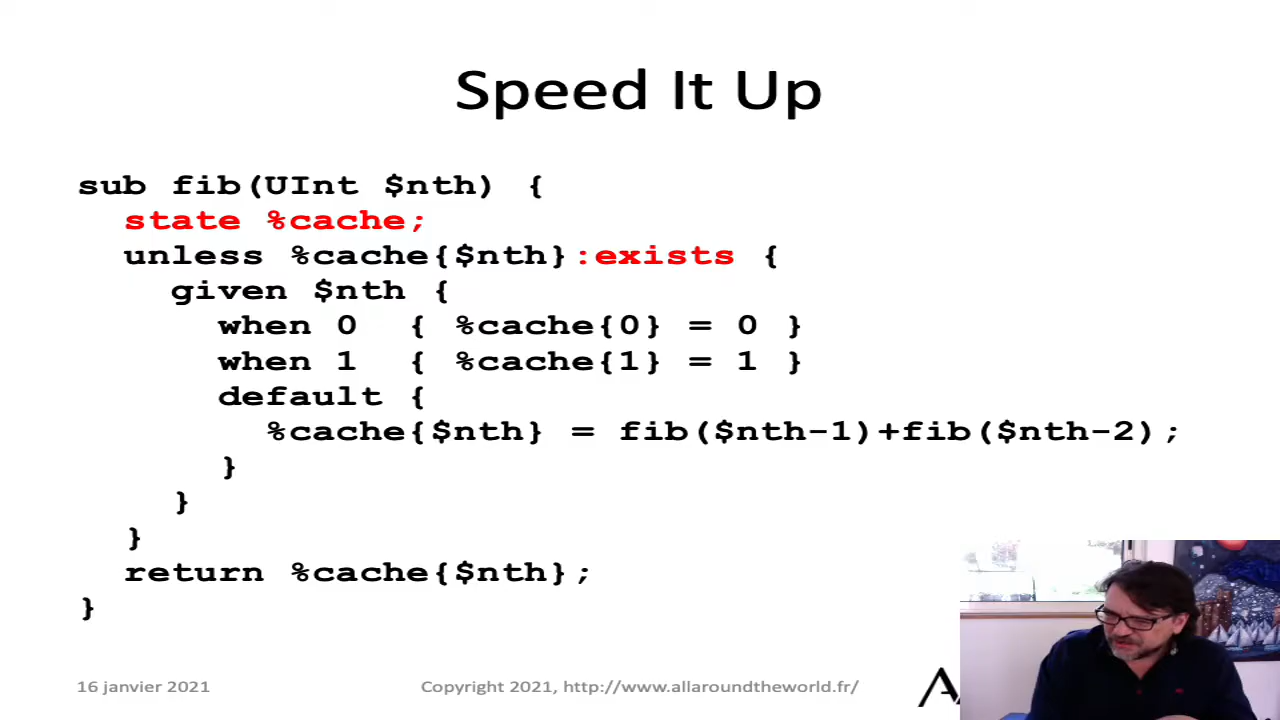 Speed It Up
sub fib(UInt $nth) {
state %cache;
unless %cache{$nth}:exists {
given $nth {
when 0 { %cache{0} = 0 }
when 1 { %cache{1} = 1 }
default {
%cache{$nth} = fib($nth-1)+fib($nth-2);
}
}
}
return %cache{$nth};
}
16 janvier 2021
Copyright 2021, http://www.allaroundtheworld.fr/